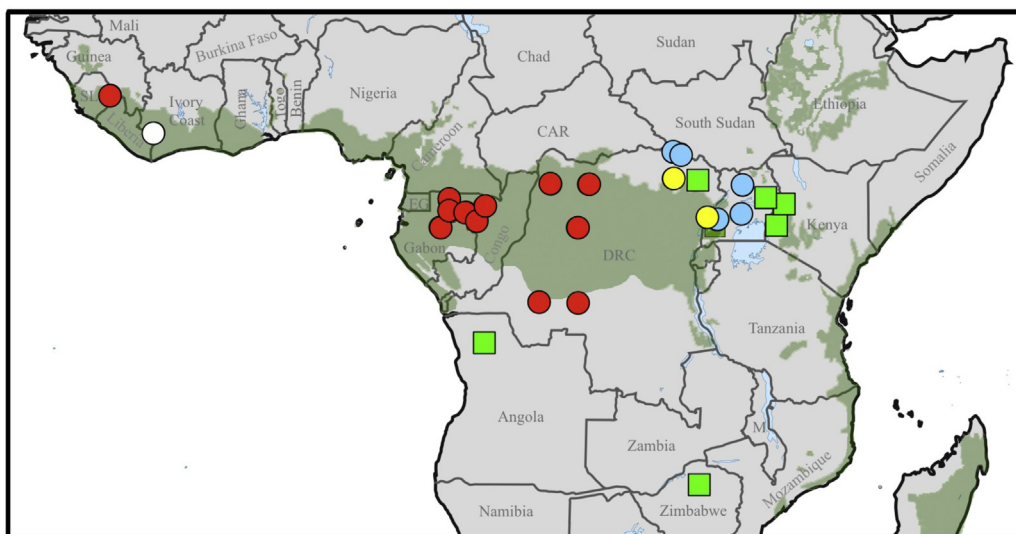 Mali
Burkina Faso
Guinea
Chad
Sudan
Nigeria
SL
Ivory
Coast
Ghana
Togo
Benin
Liberia
Ethiopia
South Sudan
CAR
Cameroon
Somalia
EG
Gabon
Congo
DRC
Kenya
Tanzania
Angola
Zambia
M
Mozambique
Namibia
Zimbabwe